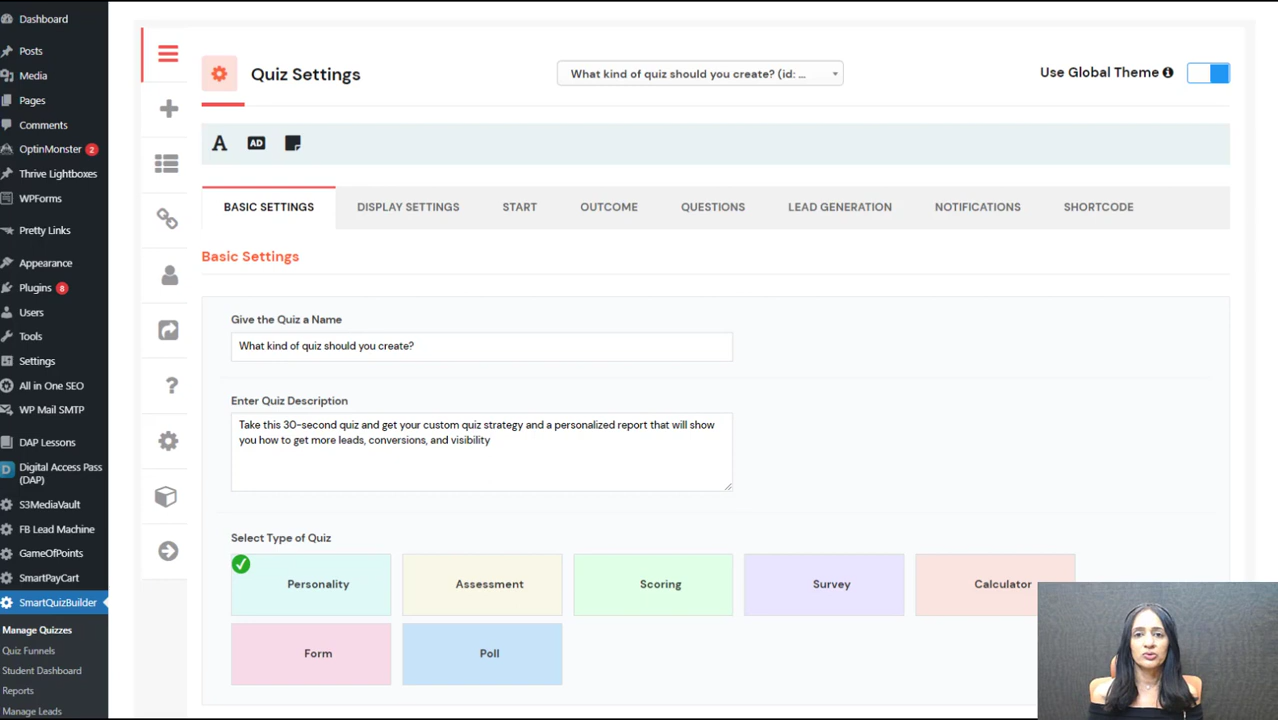 Dashboard
Posts
Media
Pages
Comments
OptinMonster 2
Thrive Lightboxes
WPForms
Pretty Links
Appearance
Plugins 8
Users
Tools
Settings
All in One SEO
WP Mail SMTP
DAP Lessons
Digital Access Pass
(DAP)
S3MediaVault
FB Lead Machine
GameOfPoints
SmartPayCart
SmartQuizBuilder
Manage Quizzes
Quiz Funnels
Student Dashboard
Reports
Manage Leads
Quiz Settings
What kind of quiz should you create? (id: ...
Use Global Theme
A AD
BASIC SETTINGS DISPLAY SETTINGS START OUTCOME QUESTIONS LEAD GENERATION NOTIFICATIONS SHORTCODE
Basic Settings
Give the Quiz a Name
What kind of quiz should you create?
Enter Quiz Description
Take this 30-second quiz and get your custom quiz strategy and a personalized report that will show
you how to get more leads, conversions, and visibility
Select Type of Quiz
Personality Assessment Scoring Survey Calculator
Form Poll